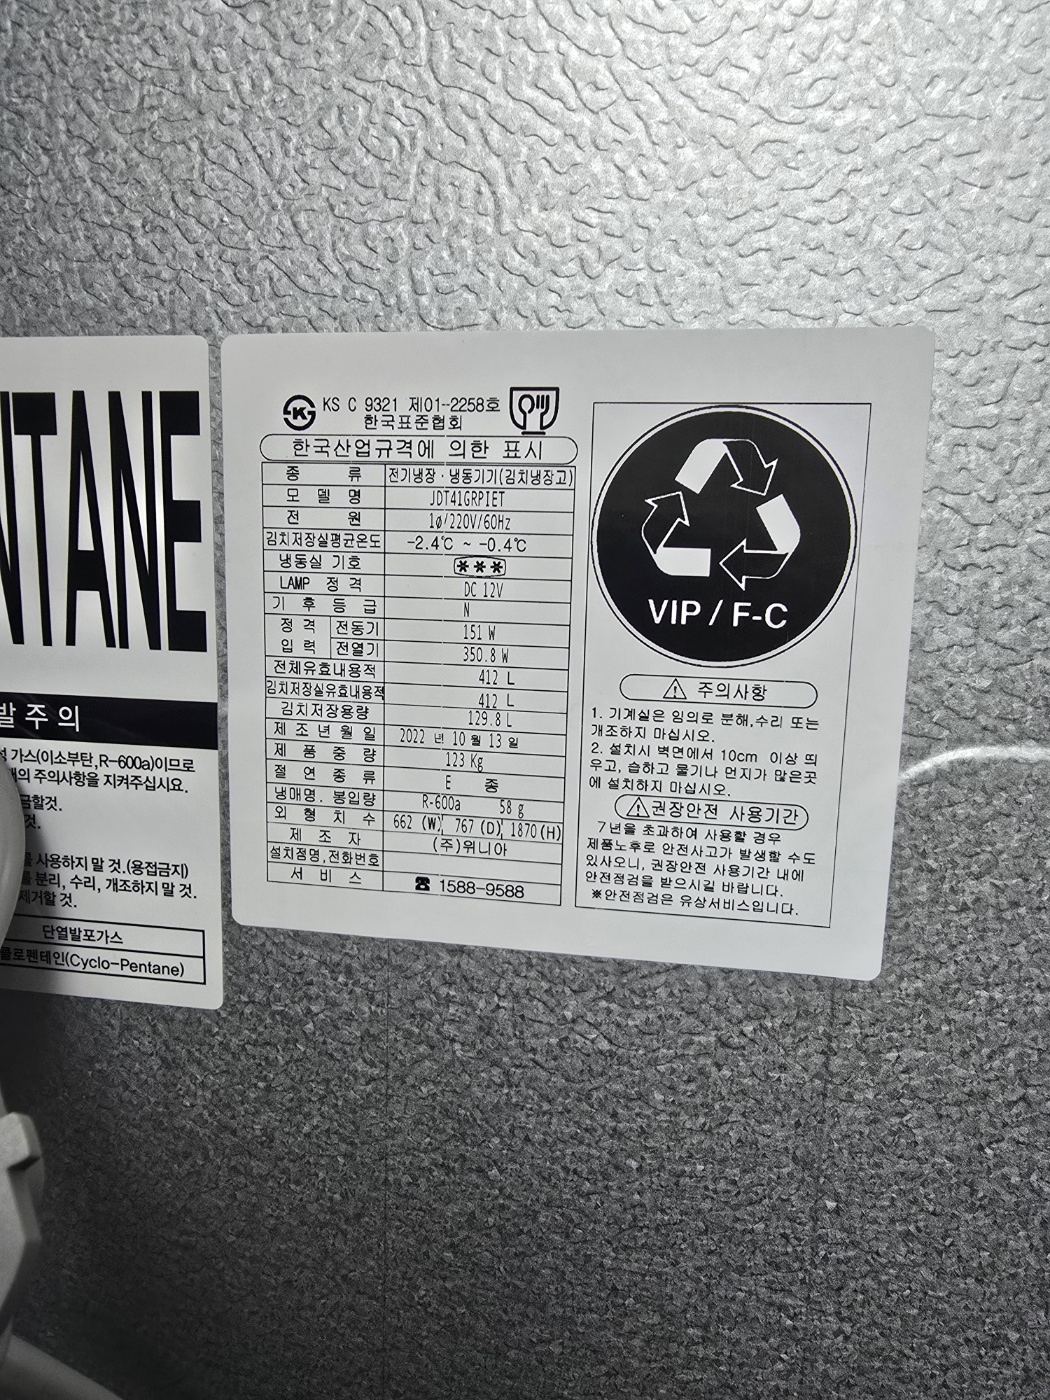 NTANE
발주의
가스(이소부탄,R-600a)이므로
의 주의사항을 지켜주십시요.
금할것.
것.
사용하지 말 것.(용접금지)
분리, 수리, 개조하지 말 것.
제거할 것.
단열발포가스
클로펜테인(Cyclo-Pentane)
KS C 9321 제01-2258호
한국표준협회
한국산업규격에 의한 표시
종 류 전기냉장·냉동기기(김치냉장고)
모 델 명 JDT41GRPIET
전 원 1ø/220V/60Hz
김치저장실평균온도 -2.4℃ ~ -0.4℃
냉동실 기호 ***
LAMP 정 격 DC 12V
기 후 등 급 N
정 격 입 력 전동기 151 W
전열기 350.8 W
전체유효내용적 412 L
김치저장실유효내용적 412 L
김치저장용량 129.8 L
제 조 년 월 일 2022 년 10 월 13 일
제 품 중 량 123 Kg
절 연 종 류 E 종
냉매명. 봉입량 R-600a 58 g
외 형 치 수 662 (W) 767 (D) 1870 (H)
제 조 자 (주)위니아
설치점명, 전화번호
서 비 스 ☎ 1588-9588
VIP / F-C
주의사항
1. 기계실은 임의로 분해,수리 또는
개조하지 마십시오.
2. 설치시 벽면에서 10cm 이상 띄
우고, 습하고 물기나 먼지가 많은곳
에 설치하지 마십시오.
권장안전 사용기간
7년을 초과하여 사용할 경우
제품노후로 안전사고가 발생할 수도
있사오니, 권장안전 사용기간 내에
안전점검을 받으시길 바랍니다.
※안전점검은 유상서비스입니다.